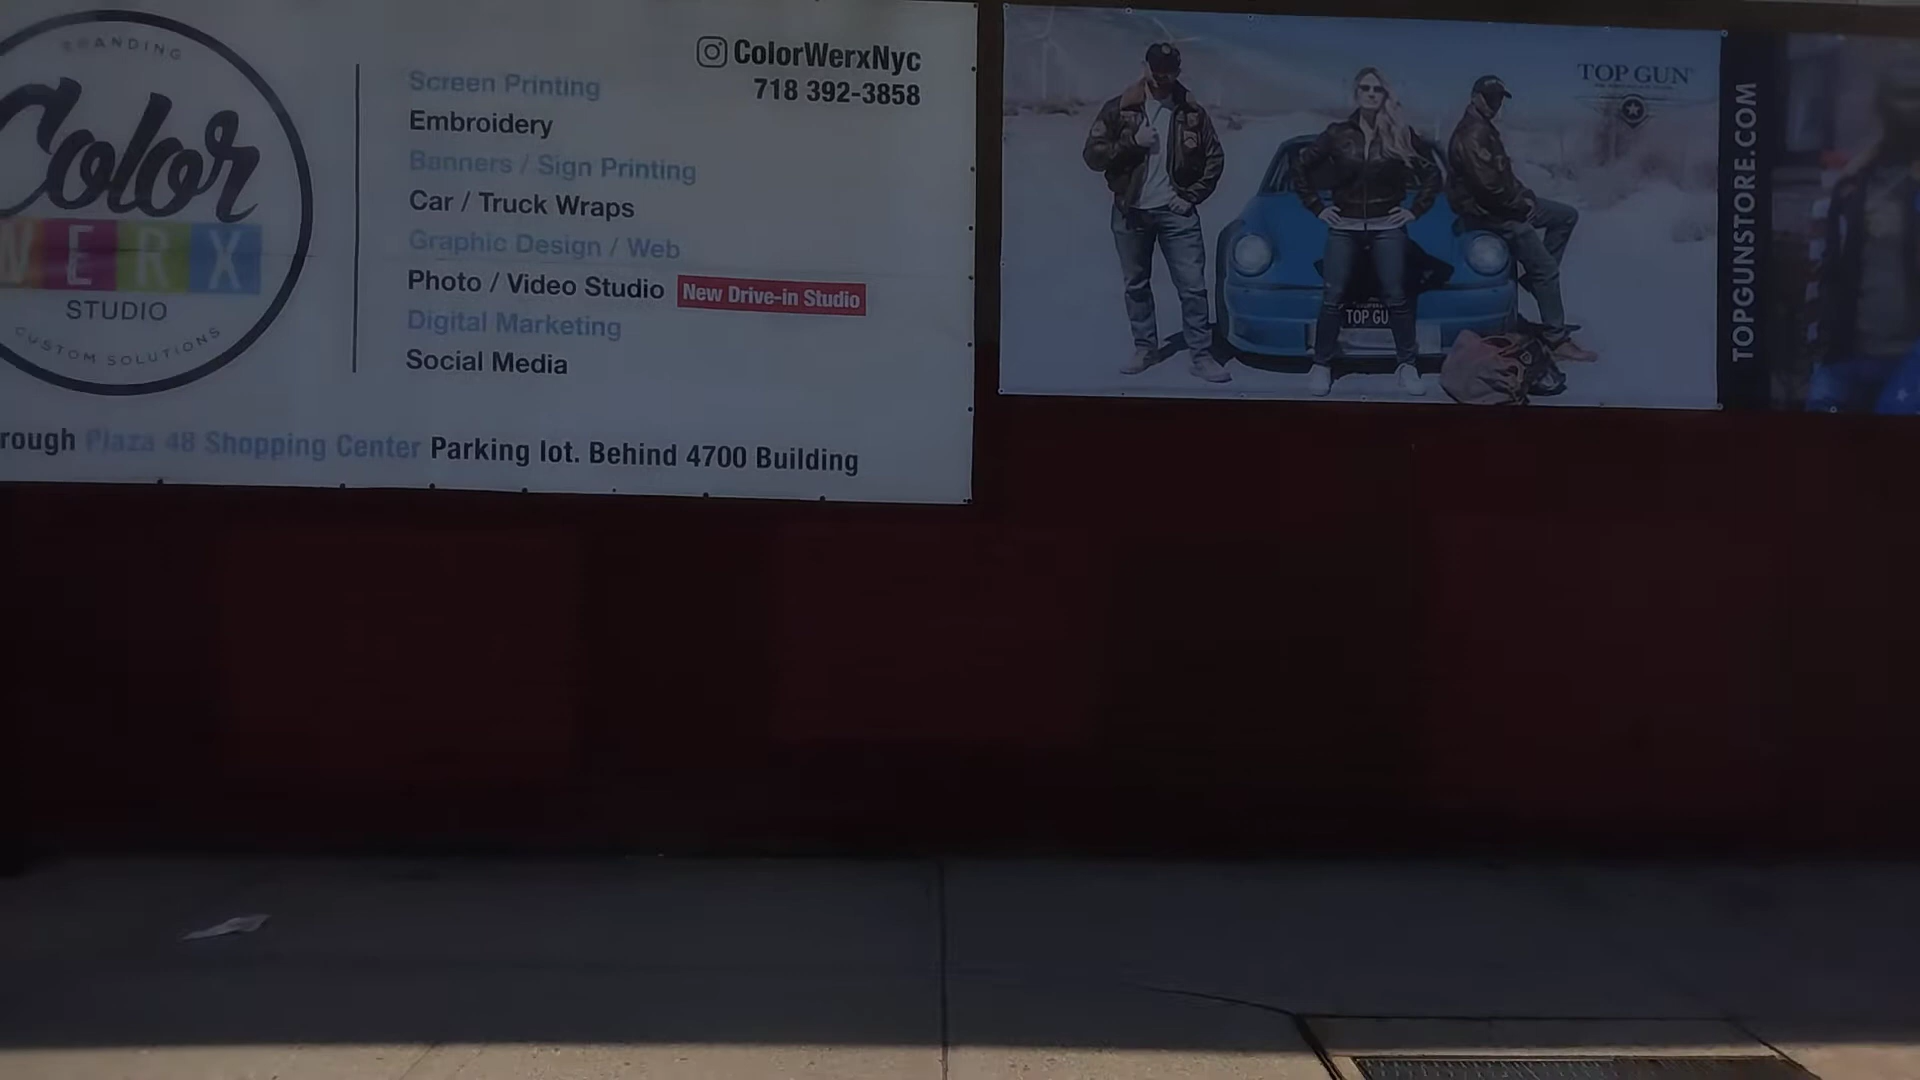 BRANDING
Color
WERX
STUDIO
CUSTOM SOLUTIONS
Screen Printing
Embroidery
Banners / Sign Printing
Car / Truck Wraps
Graphic Design / Web
Photo / Video Studio New Drive-in Studio
Digital Marketing
Social Media
ColorWerxNyc
718 392-3858
rough Plaza 48 Shopping Center Parking lot. Behind 4700 Building
TOP GUN
TOP GU
TOPGUNSTORE.COM